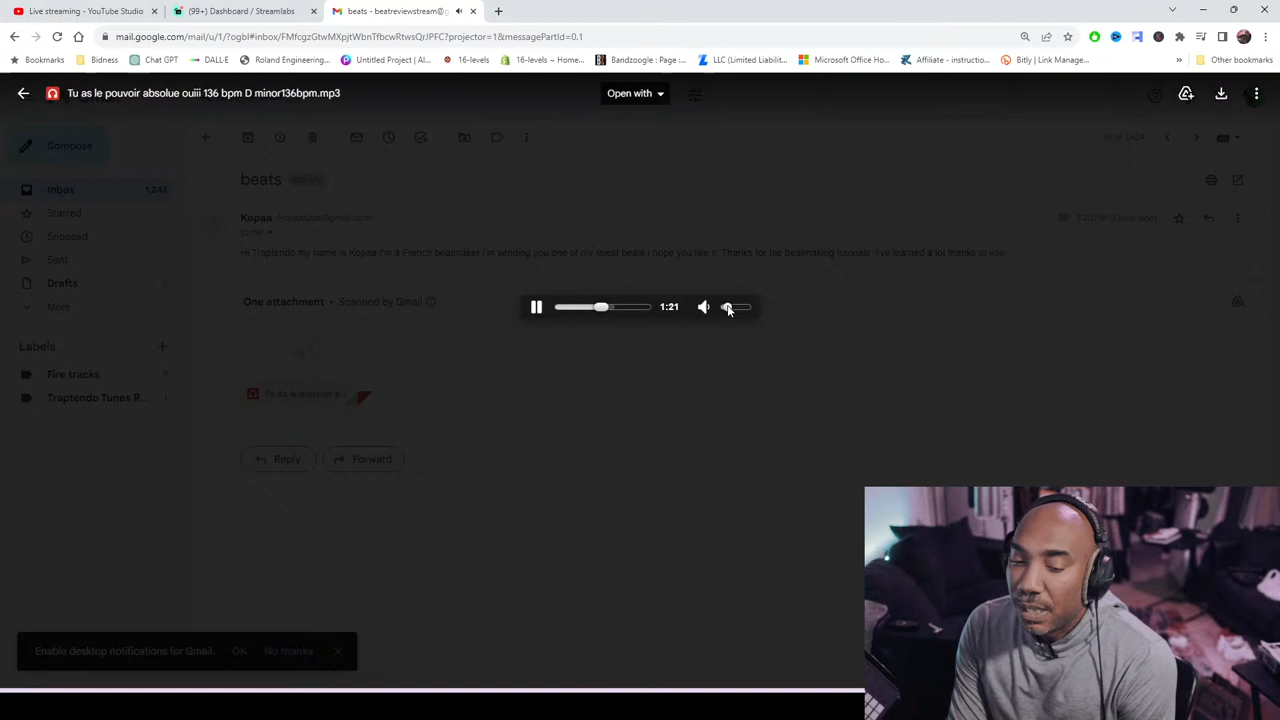 Live streaming - YouTube Studio
(99+) Dashboard / Streamlabs
beats - beatreviewstream@g
mail.google.com/mail/u/1/?ogbl#inbox/FMfcgzGtwMXpjtWbnTfbcwRtwsQrJPFC?projector=1&messagePartId=0.1
Bookmarks
Bidness
Chat GPT
DALL-E
Roland Engineering...
Untitled Project | Al...
16-levels
16-levels ~ Home...
Bandzoogle : Page :...
LLC (Limited Liabilit...
Microsoft Office Ho...
Affiliate - instructio...
Bitly | Link Manage...
»
Other bookmarks
Tu as le pouvoir absolue ouiii 136 bpm D minor136bpm.mp3
Open with
Compose
Inbox
1,243
beats
Starred
Kopaa
Snoozed
Hi Traptendo my name is Kopaa I'm a French beatmaker I'm sending you one of my latest beats i hope you like it Thanks for the beatmaking tutorials I've learned a lot thanks to you.
Sent
Drafts
One attachment • Scanned by Gmail
More
1:21
Labels
Fire tracks
Traptendo Tunes R...
Reply
Forward
Enable desktop notifications for Gmail.
OK
No thanks